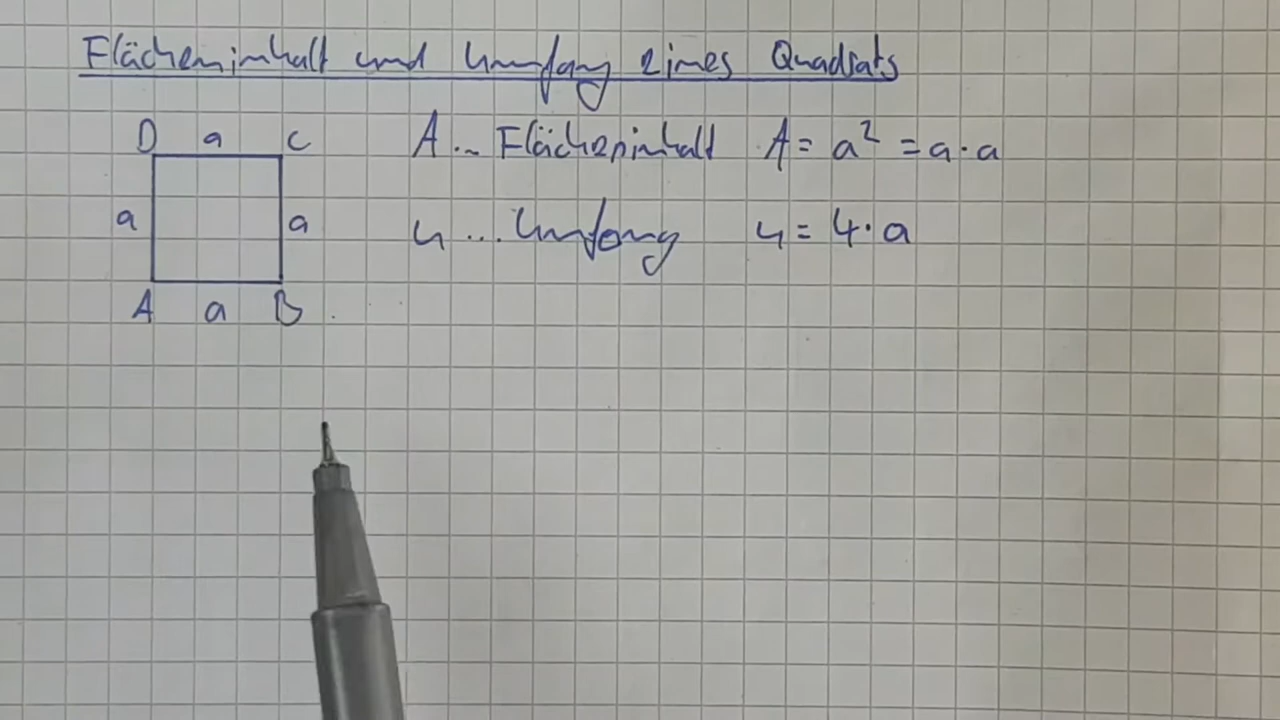 Flächeninhalt und Umfang eines Quadrats
D a C
A... Flächeninhalt A = a² = a·a
a a
u... Umfang u = 4·a
A a B